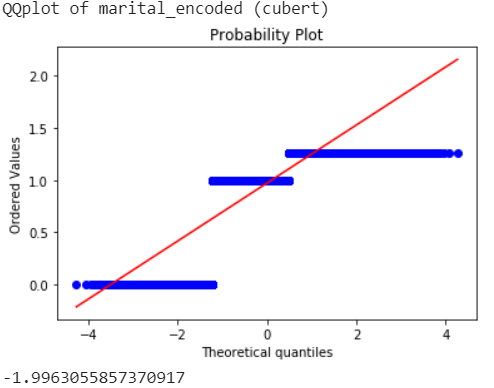 QQplot of marital_encoded (cubert)
Probability Plot
Ordered Values
2.0
1.5
1.0
0.5
0.0
−4
−2
0
2
4
Theoretical quantiles
-1.9963055857370917